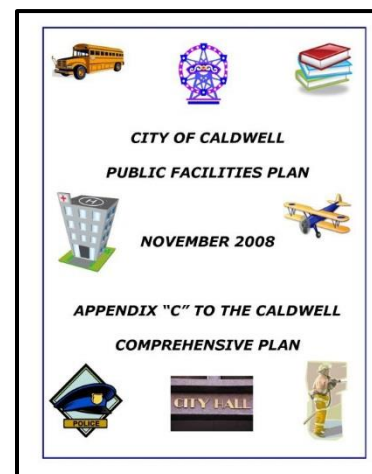 CITY OF CALDWELL
PUBLIC FACILITIES PLAN
H
NOVEMBER 2008
APPENDIX "C" TO THE CALDWELL
COMPREHENSIVE PLAN
POLICE
CITY HALL